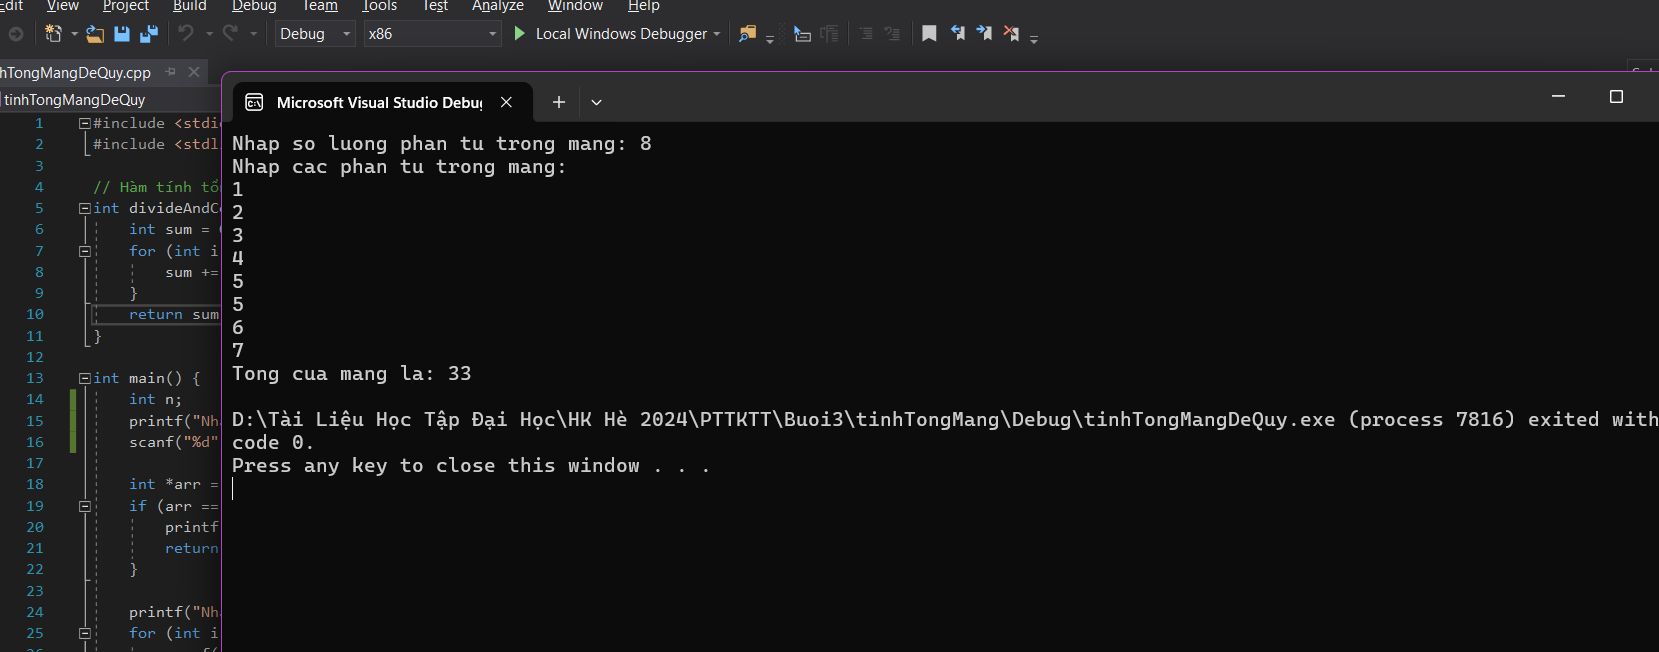 Edit View Project Build Debug Team Tools Test Analyze Window Help
Debug x86 Local Windows Debugger
hTongMangDeQuy.cpp
tinhTongMangDeQuy
Microsoft Visual Studio Debug
1 #include <stdi
2 #include <stdl
3
4 // Hàm tính tổ
5 int divideAndC
6 int sum =
7 for (int i
8 sum +=
9 }
10 return sum
11 }
12
13 int main() {
14 int n;
15 printf("Nh
16 scanf("%d"
17
18 int *arr =
19 if (arr ==
20 printf
21 return
22 }
23
24 printf("Nh
25 for (int i
Nhap so luong phan tu trong mang: 8
Nhap cac phan tu trong mang:
1
2
3
4
5
5
6
7
Tong cua mang la: 33
D:\Tài Liệu Học Tập Đại Học\HK Hè 2024\PTTKTT\Buoi3\tinhTongMang\Debug\tinhTongMangDeQuy.exe (process 7816) exited with
code 0.
Press any key to close this window . . .